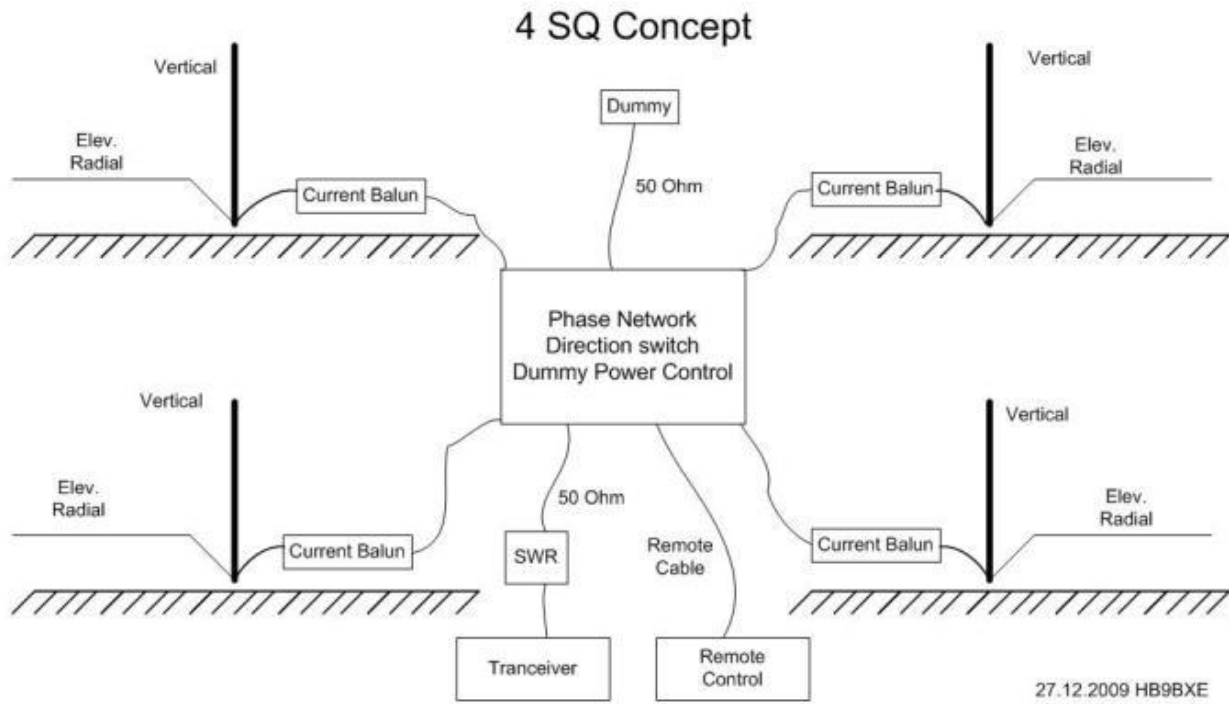 4 SQ Concept
Vertical
Vertical
Dummy
Elev.
Radial
Elev.
Radial
Current Balun
50 Ohm
Current Balun
Phase Network
Direction switch
Dummy Power Control
Vertical
Vertical
Elev.
Radial
50 Ohm
Elev.
Radial
Current Balun
SWR
Remote
Cable
Current Balun
Tranceiver
Remote
Control
27.12.2009 HB9BXE